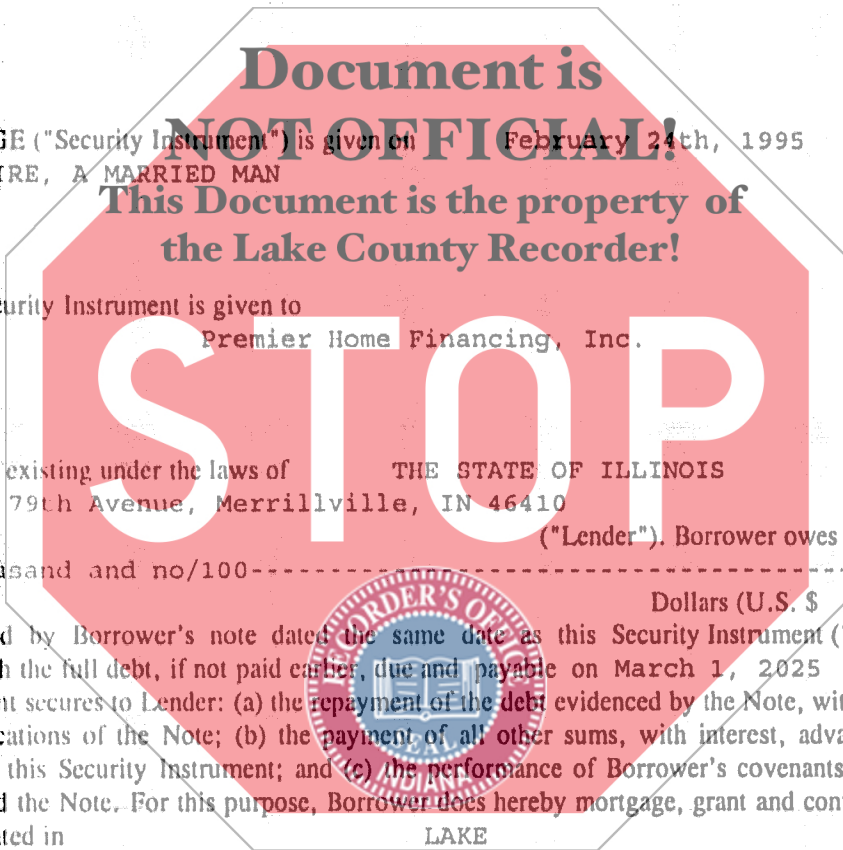 Document is
NOT OFFICIAL!
This Document is the property of
the Lake County Recorder!
STOP
GE ("Security Instrument") is given on February 24th, 1995
IRE, A MARRIED MAN
curity Instrument is given to
Premier Home Financing, Inc.
existing under the laws of THE STATE OF ILLINOIS
79th Avenue, Merrillville, IN 46410
("Lender"). Borrower owes
usand and no/100-----------------------------------------
Dollars (U.S. $
d by Borrower's note dated the same date as this Security Instrument ("
h the full debt, if not paid earlier, due and payable on March 1, 2025
nt secures to Lender: (a) the repayment of the debt evidenced by the Note, wit
cations of the Note; (b) the payment of all other sums, with interest, adva
this Security Instrument; and (c) the performance of Borrower's covenants
d the Note. For this purpose, Borrower does hereby mortgage, grant and con
ted in LAKE
RECORDER'S OFFICE
SEAL
INDIANA